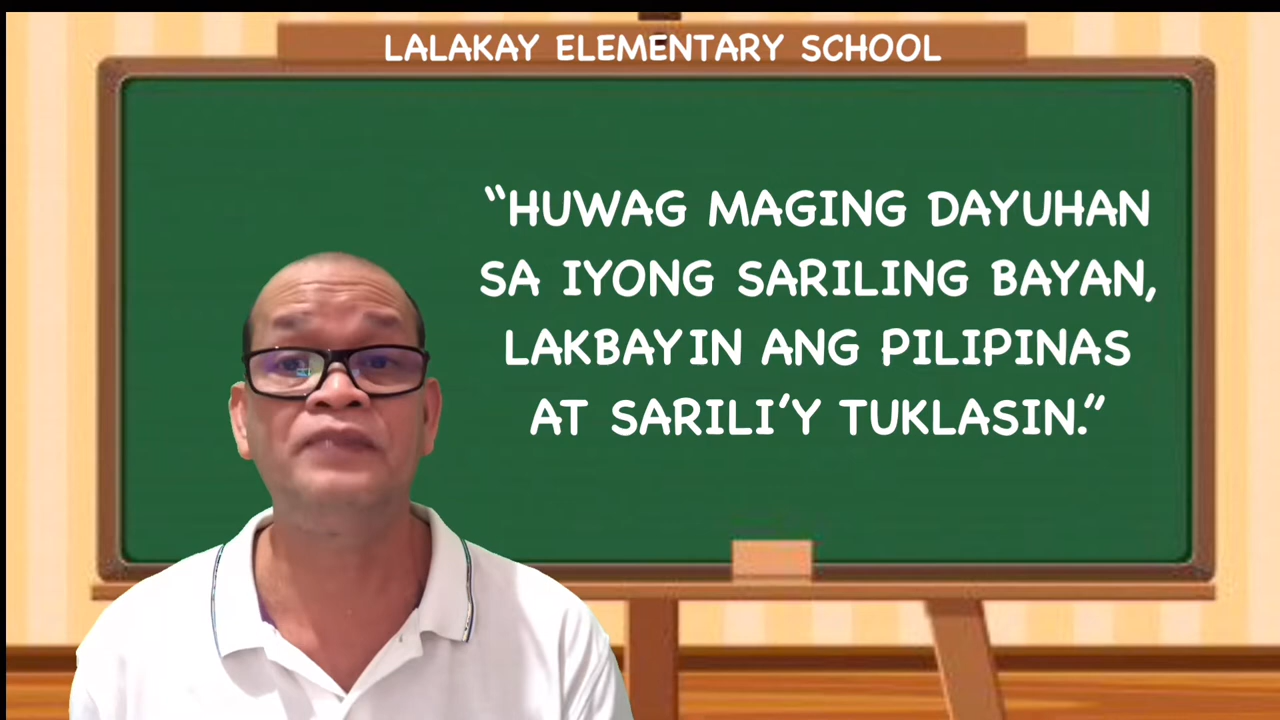 LALAKAY ELEMENTARY SCHOOL
“HUWAG MAGING DAYUHAN
SA IYONG SARILING BAYAN,
LAKBAYIN ANG PILIPINAS
AT SARILI’Y TUKLASIN.”